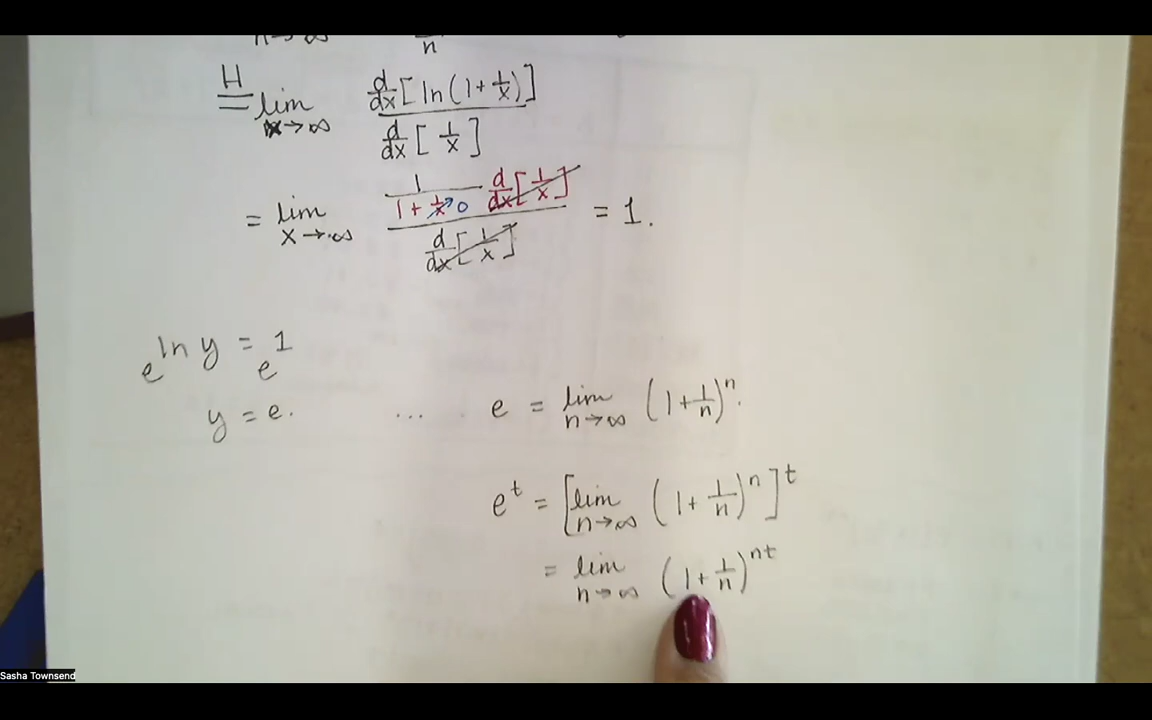 n→∞ n
H= lim x→∞ d/dx[ln(1+1/x)] / d/dx[1/x]
= lim x→∞ 1/(1+1/x→0) d/dx[1/x] / d/dx[1/x] = 1.
e^ln y = e^1
y = e. ... e = lim n→∞ (1+1/n)^n.
e^t = [lim n→∞ (1+1/n)^n]^t
= lim n→∞ (1+1/n)^nt
Sasha Townsend